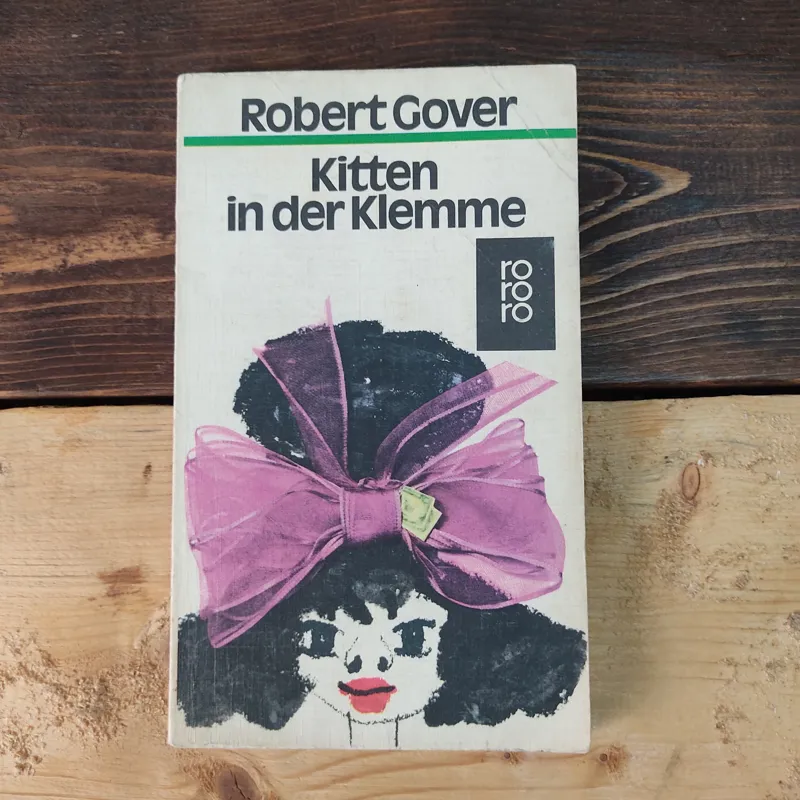 Robert Gover
Kitten
in der Klemme
ro
ro
ro